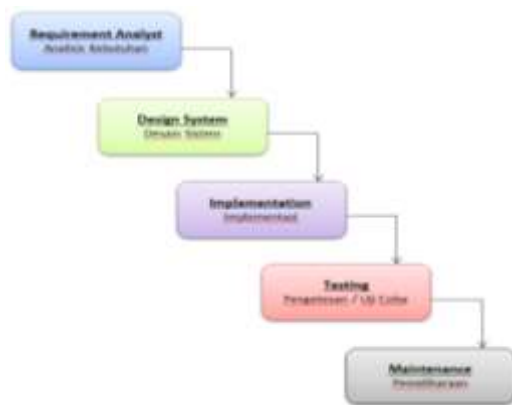 Requirement Analyst
Analisis Kebutuhan
Design System
Desain Sistem
Implementation
Implementasi
Testing
Pengetesan / Uji Coba
Maintenance
Pemeliharaan